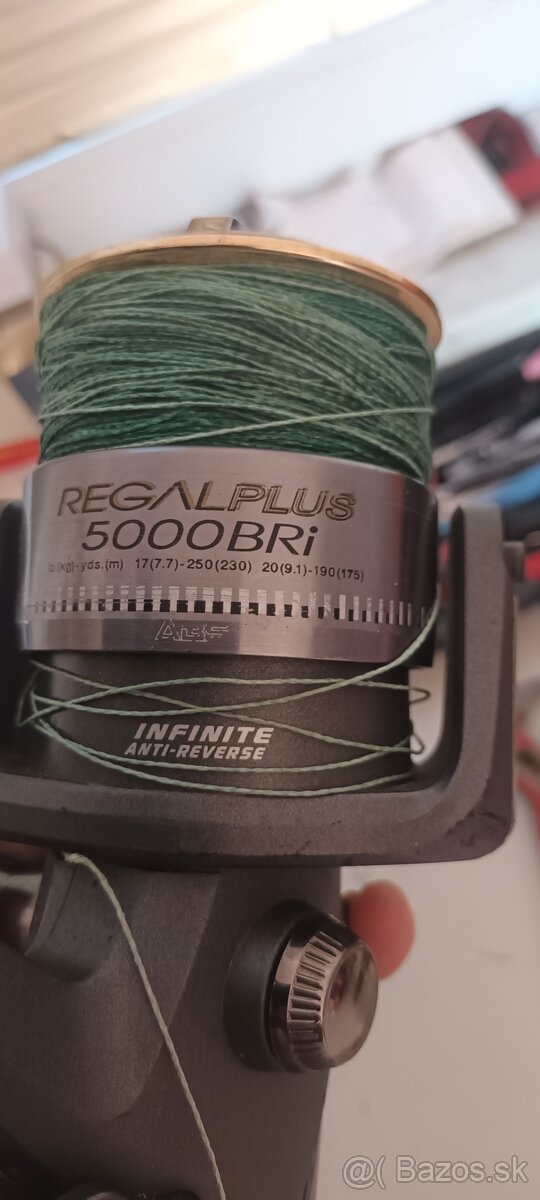 REGALPLUS
5000BRi
lb.(kg)-yds.(m) 17(7.7)-250(230) 20(9.1)-190(175)
ABS
INFINITE
ANTI-REVERSE
@( Bazos.sk